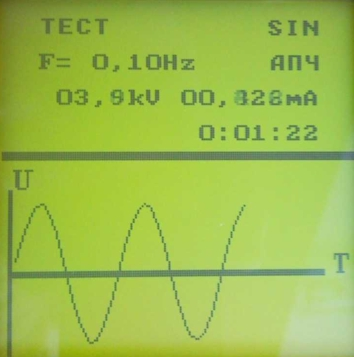 ТЕСТ SIN
F= 0,10Hz АПЧ
03,9kV 00,828мА
0:01:22
U
T